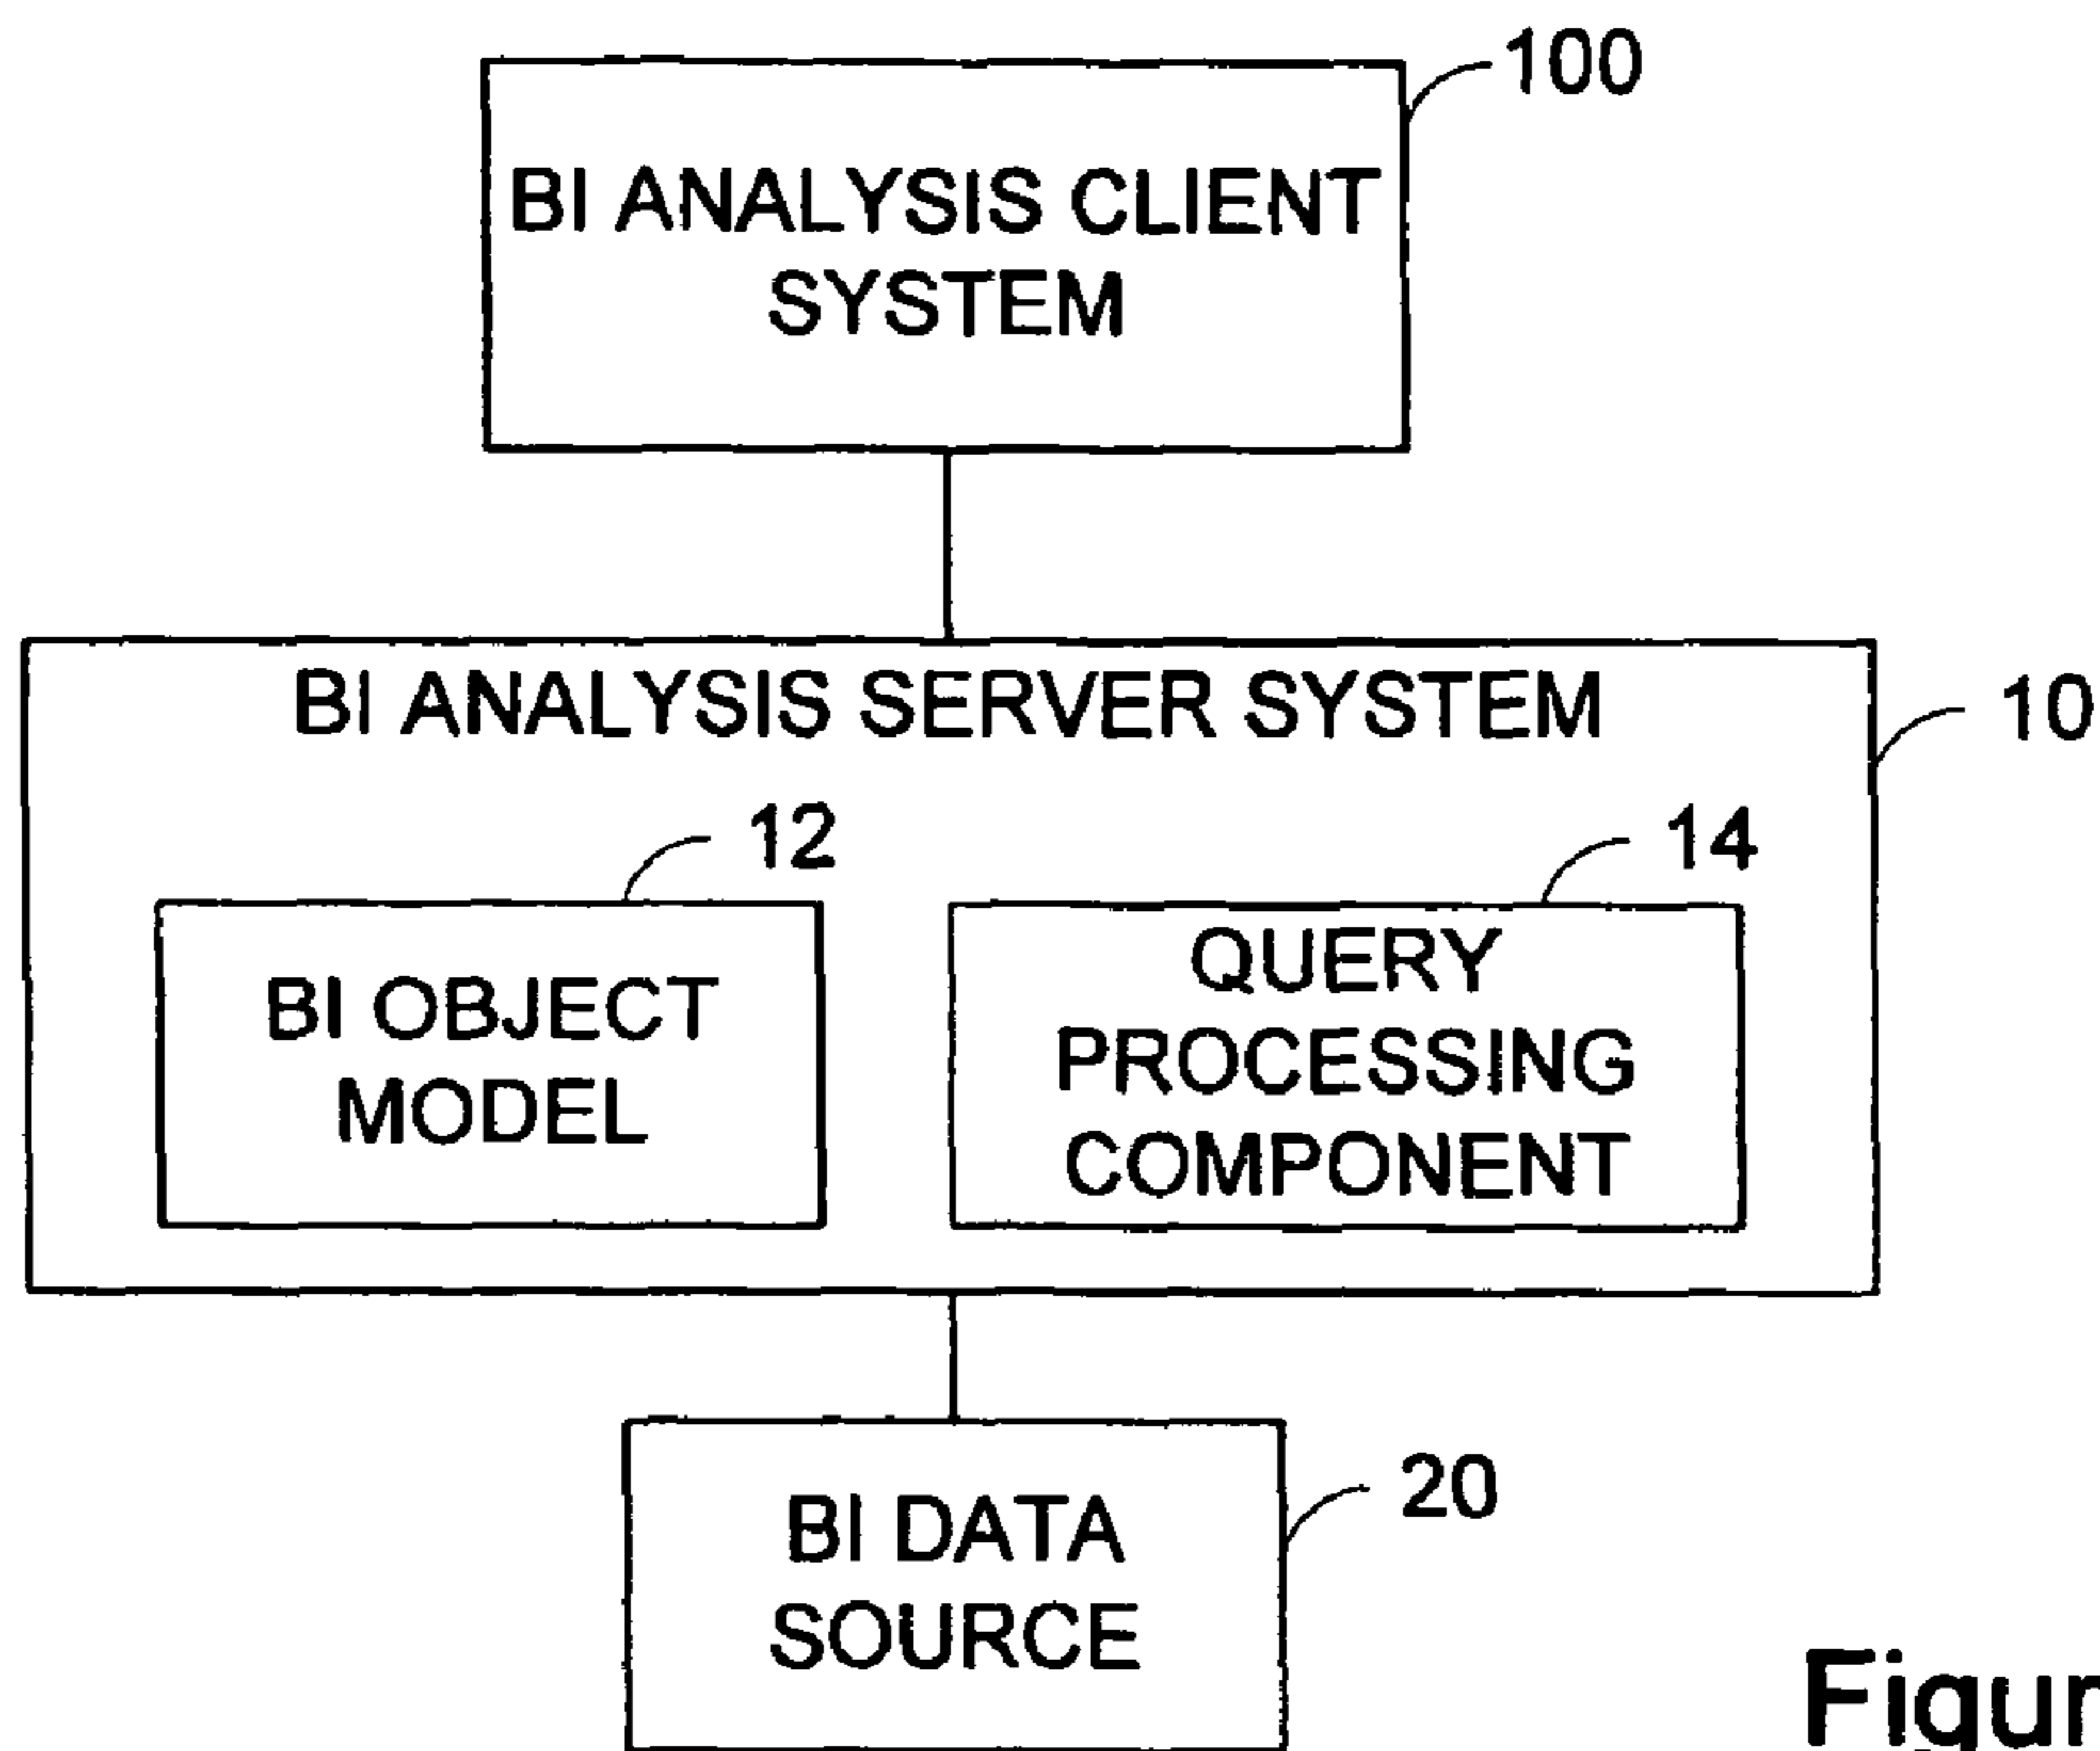 100
BI ANALYSIS CLIENT
SYSTEM
BI ANALYSIS SERVER SYSTEM
10
12
14
BI OBJECT
MODEL
QUERY
PROCESSING
COMPONENT
20
BI DATA
SOURCE